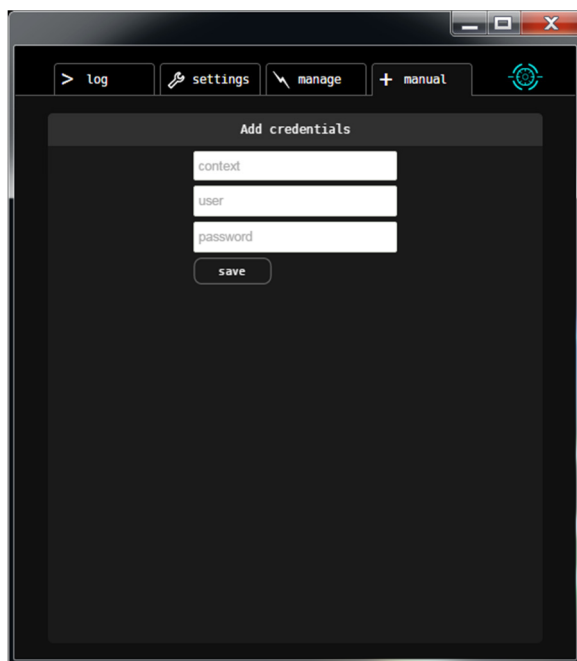 > log settings manage + manual
Add credentials
context
user
password
save